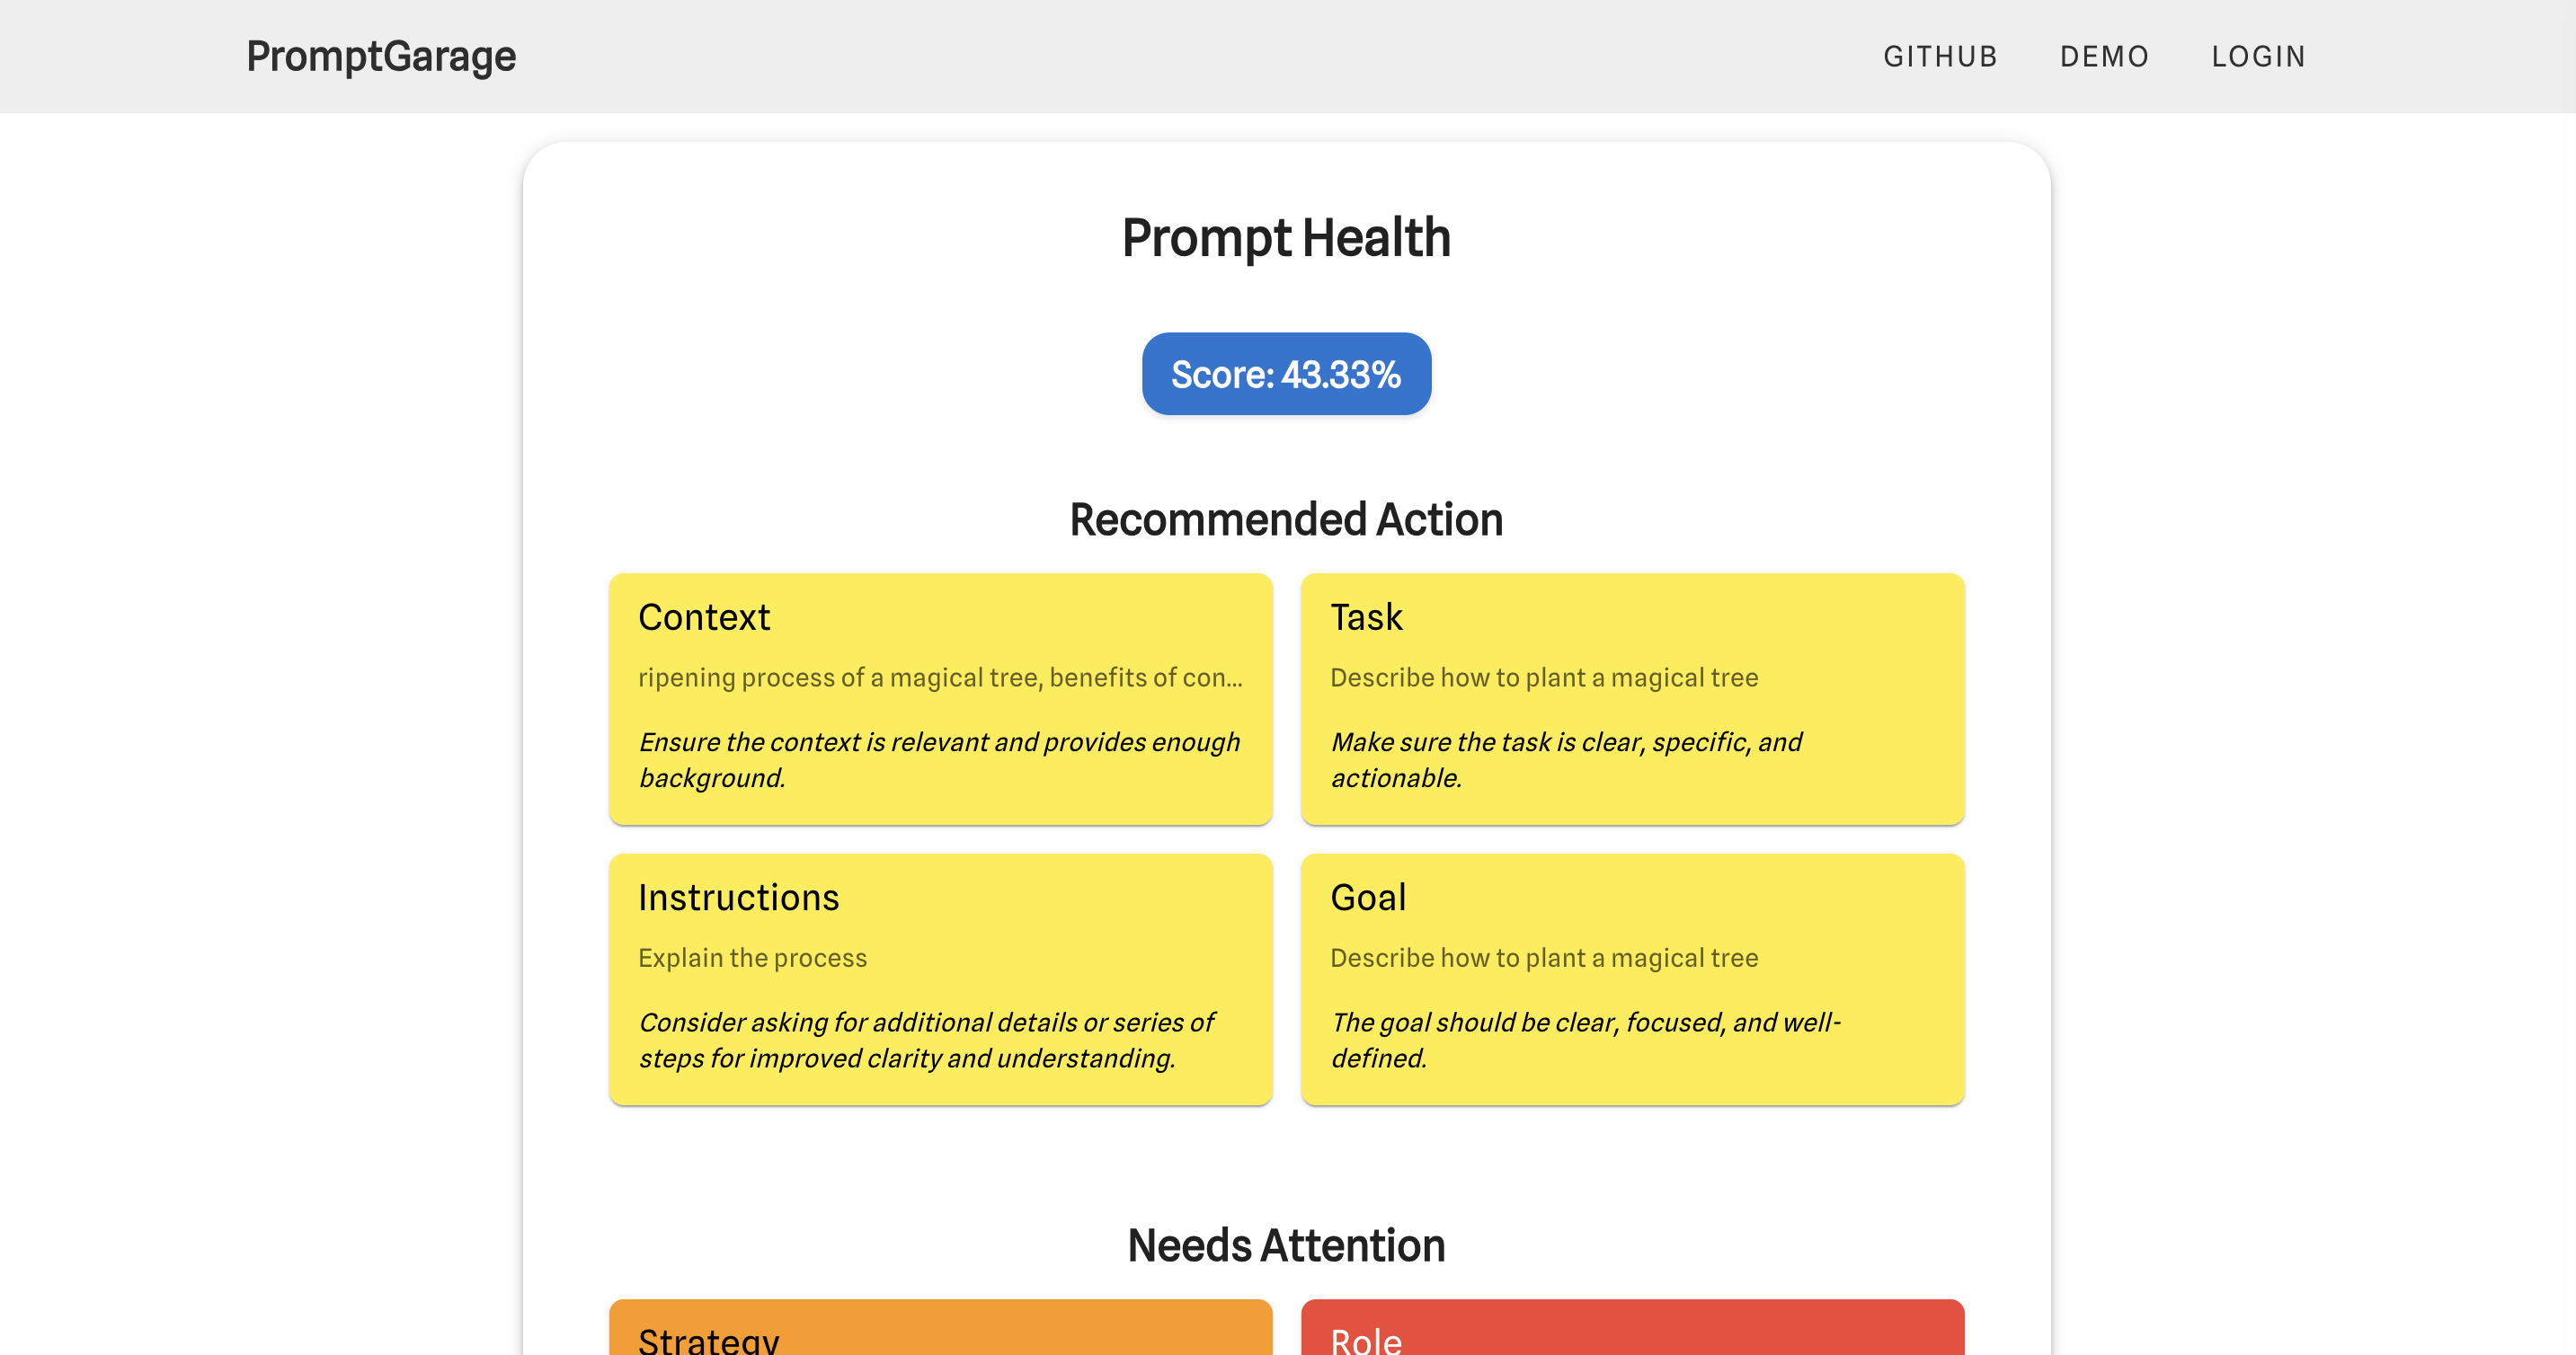 PromptGarage
GITHUB DEMO LOGIN
Prompt Health
Score: 43.33%
Recommended Action
Context
ripening process of a magical tree, benefits of con...
Ensure the context is relevant and provides enough
background.
Task
Describe how to plant a magical tree
Make sure the task is clear, specific, and
actionable.
Instructions
Explain the process
Consider asking for additional details or series of
steps for improved clarity and understanding.
Goal
Describe how to plant a magical tree
The goal should be clear, focused, and well-
defined.
Needs Attention
Strategy
Role